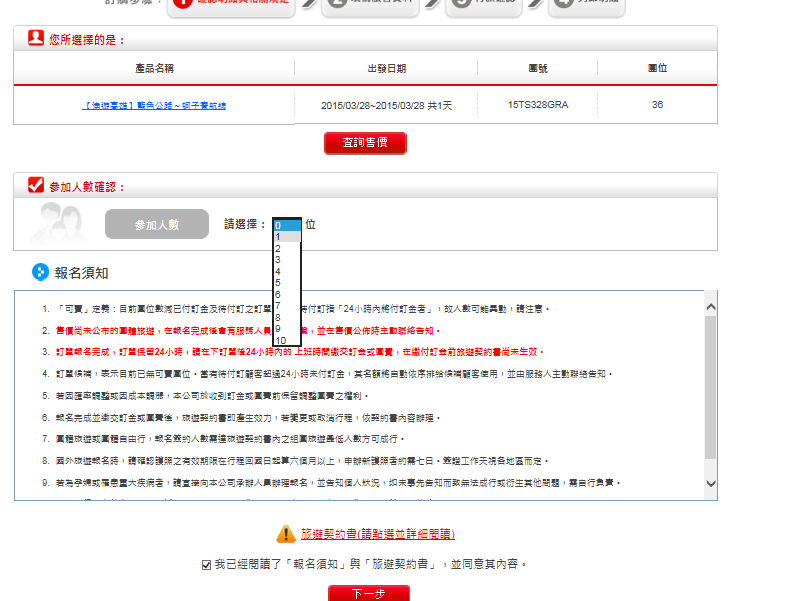 您所選擇的是：
產品名稱 出發日期 團號 團位
【漁遊高雄】藍色公路～蚵子寮航線 2015/03/28~2015/03/28 共1天 15TS328GRA 36
查詢售價
參加人數確認：
參加人數 請選擇： 0 位
1
2
3
4
5
6
7
8
9
10
報名須知
1. 「可賣」定義：目前團位數減已付訂金及待付訂之訂單 待付訂指「24小時內將付訂金者」，故人數可能異動，請注意。
2. 售價尚未公布的團體旅遊，在報名完成後會有服務人員 ，並在售價公佈時主動聯絡告知。
3. 訂單報名完成，訂單保留24小時，請在下訂單後24小時內的 上班時間繳交訂金或團費，在繳付訂金前旅遊契約書尚未生效。
4. 訂單候補，表示目前已無可賣團位。當有待付訂顧客超過24小時未付訂金，其名額將自動依序排給候補顧客使用，並由服務人主動聯絡告知。
5. 若因匯率調整或因成本調漲，本公司於收到訂金或團費前保留調整團費之權利。
6. 報名完成並繳交訂金或團費後，旅遊契約書即產生效力，若變更或取消行程，依契約書內容辦理。
7. 團體旅遊或團體自由行，報名簽約人數需達旅遊契約書內之組團旅遊最低人數方可成行。
8. 國外旅遊報名時，請確認護照之有效期限在行程回國日起算六個月以上，申辦新護照者約需七日。簽證工作天視各地區而定。
9. 若為孕婦或罹患重大疾病者，請直接向本公司承辦人員辦理報名，並告知個人狀況，如未事先告知而致無法成行或衍生其他問題，需自行負責。
旅遊契約書(請點選並詳細閱讀)
我已經閱讀了「報名須知」與「旅遊契約書」，並同意其內容。
下一步